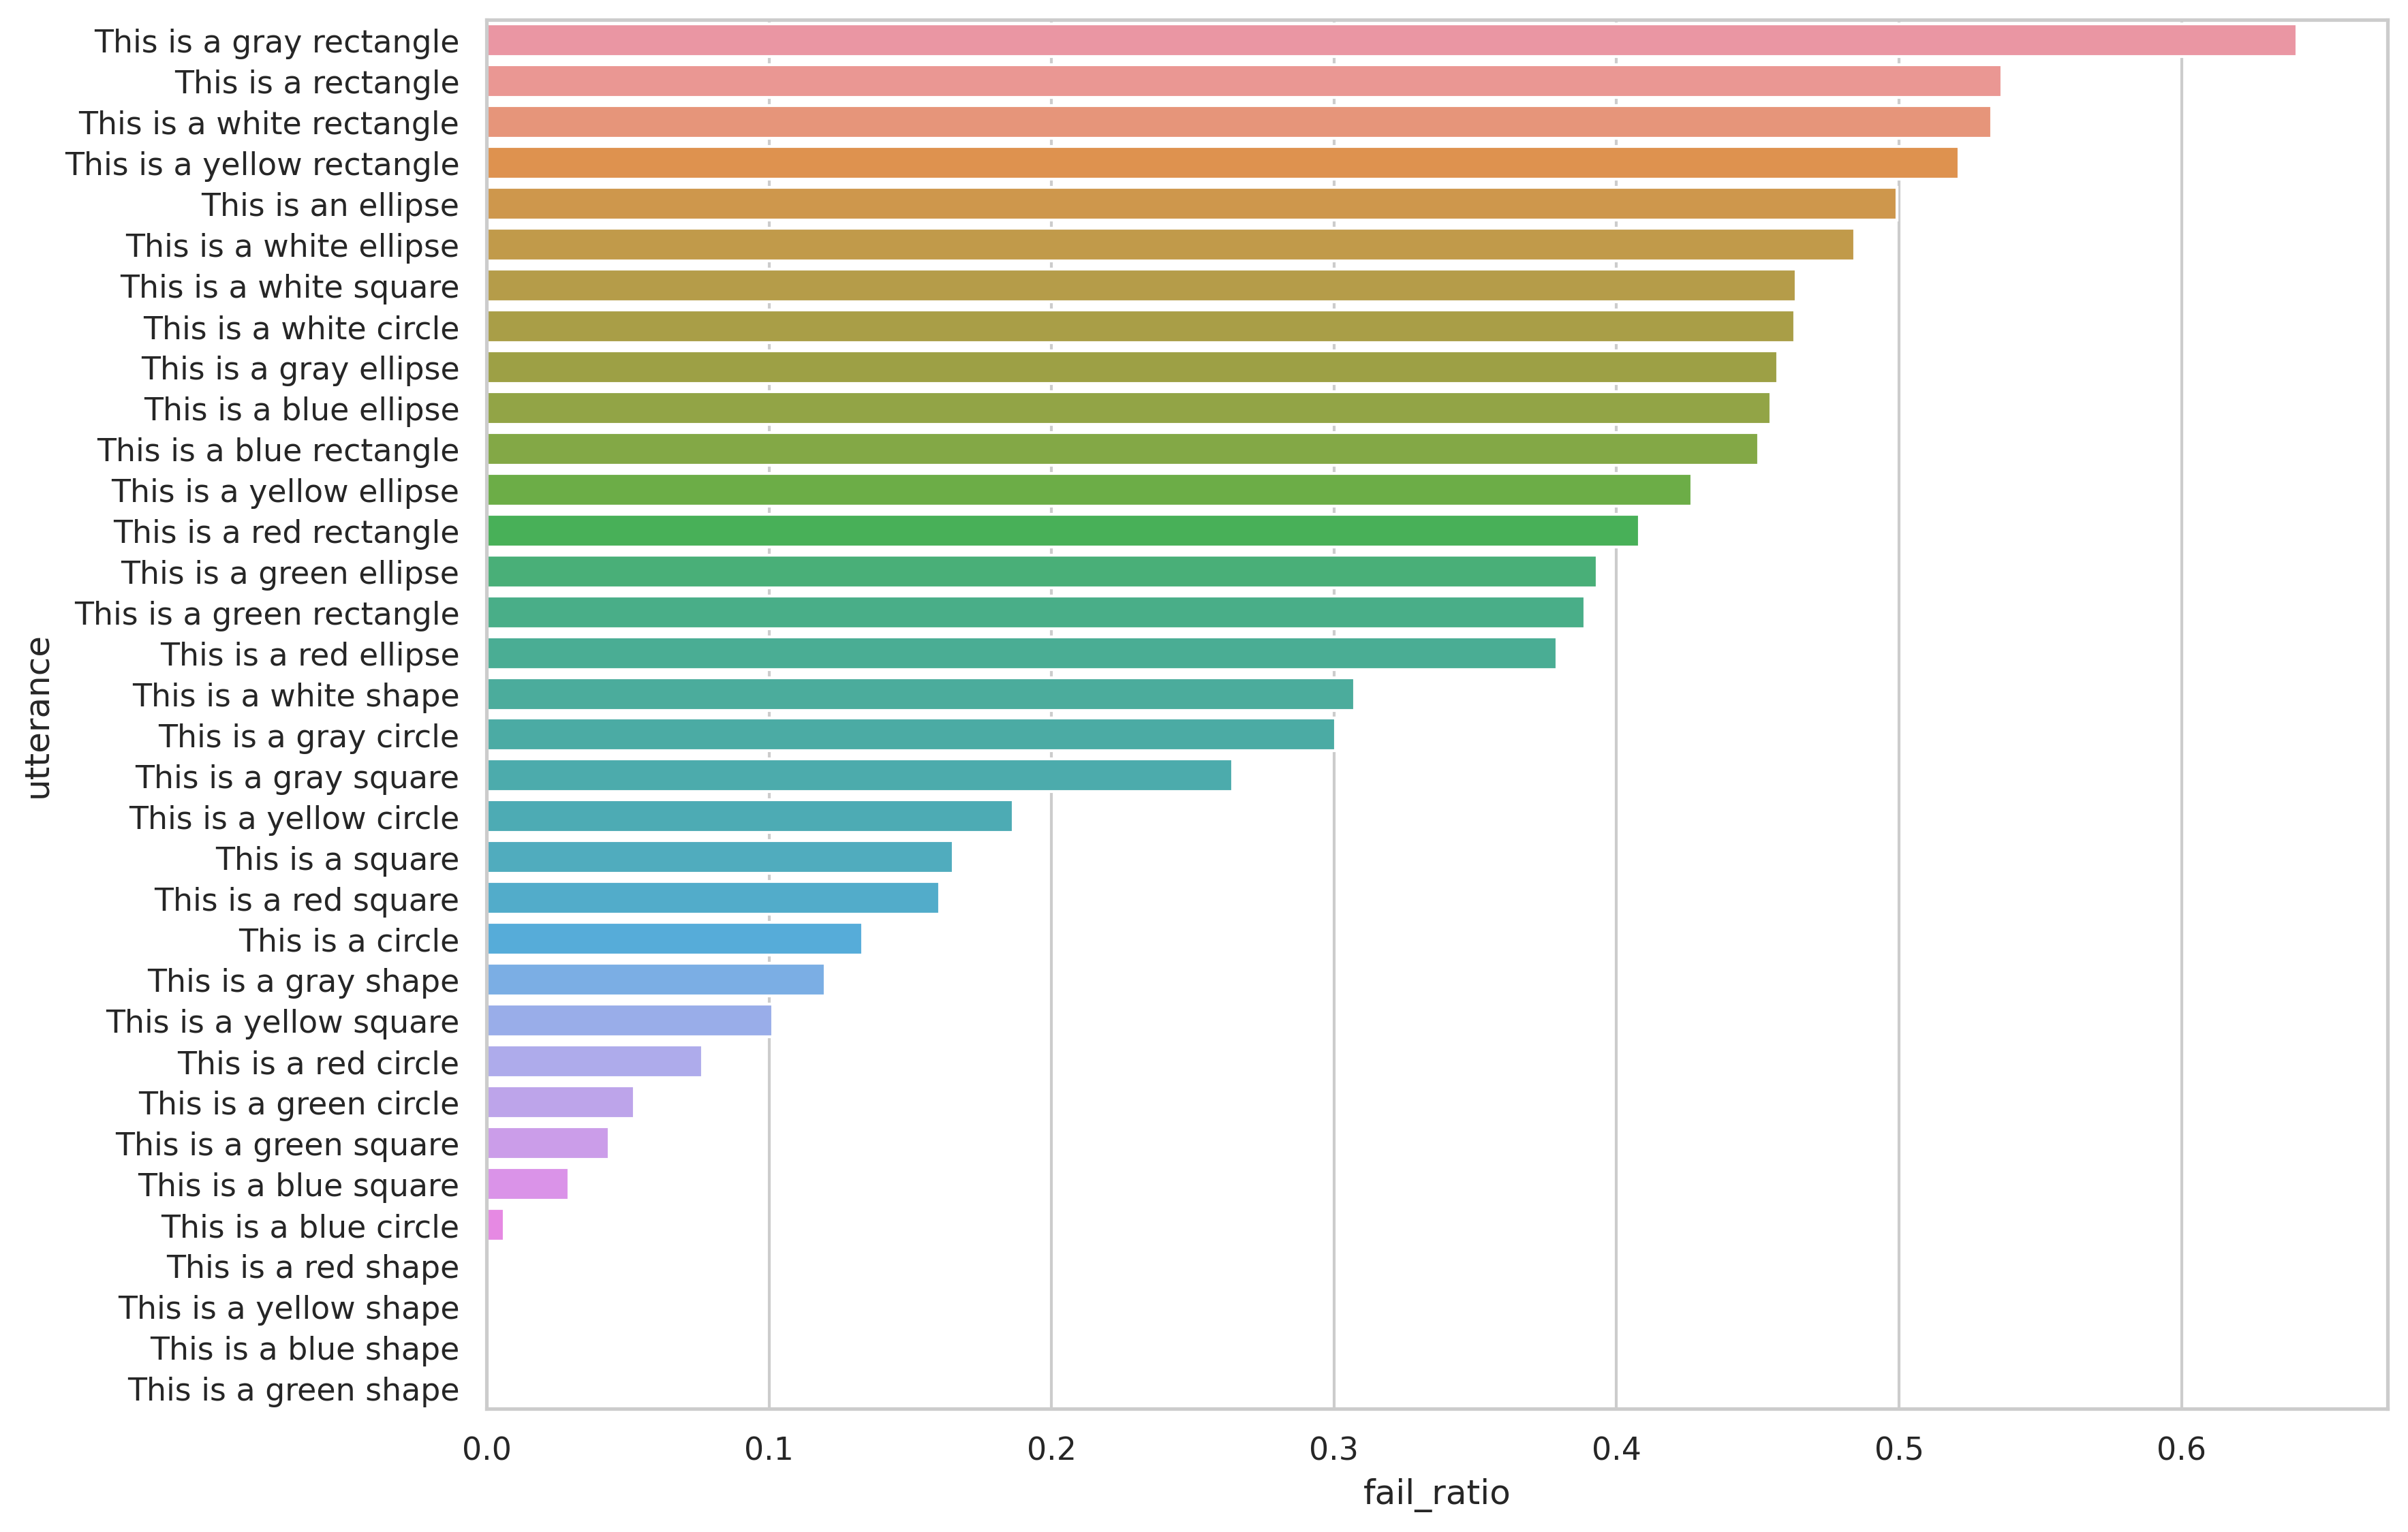 This is a gray rectangle
This is a rectangle
This is a white rectangle
This is a yellow rectangle
This is an ellipse
This is a white ellipse
This is a white square
This is a white circle
This is a gray ellipse
This is a blue ellipse
This is a blue rectangle
This is a yellow ellipse
This is a red rectangle
This is a green ellipse
This is a green rectangle
This is a red ellipse
This is a white shape
This is a gray circle
This is a gray square
This is a yellow circle
This is a square
This is a red square
This is a circle
This is a gray shape
This is a yellow square
This is a red circle
This is a green circle
This is a green square
This is a blue square
This is a blue circle
This is a red shape
This is a yellow shape
This is a blue shape
This is a green shape
utterance
0.0 0.1 0.2 0.3 0.4 0.5 0.6
fail_ratio